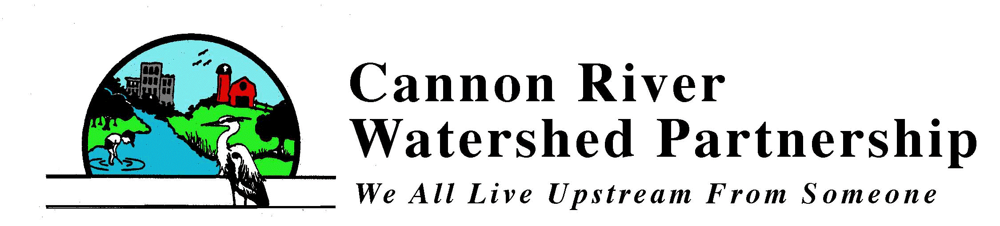 Cannon River
Watershed Partnership
We All Live Upstream From Someone